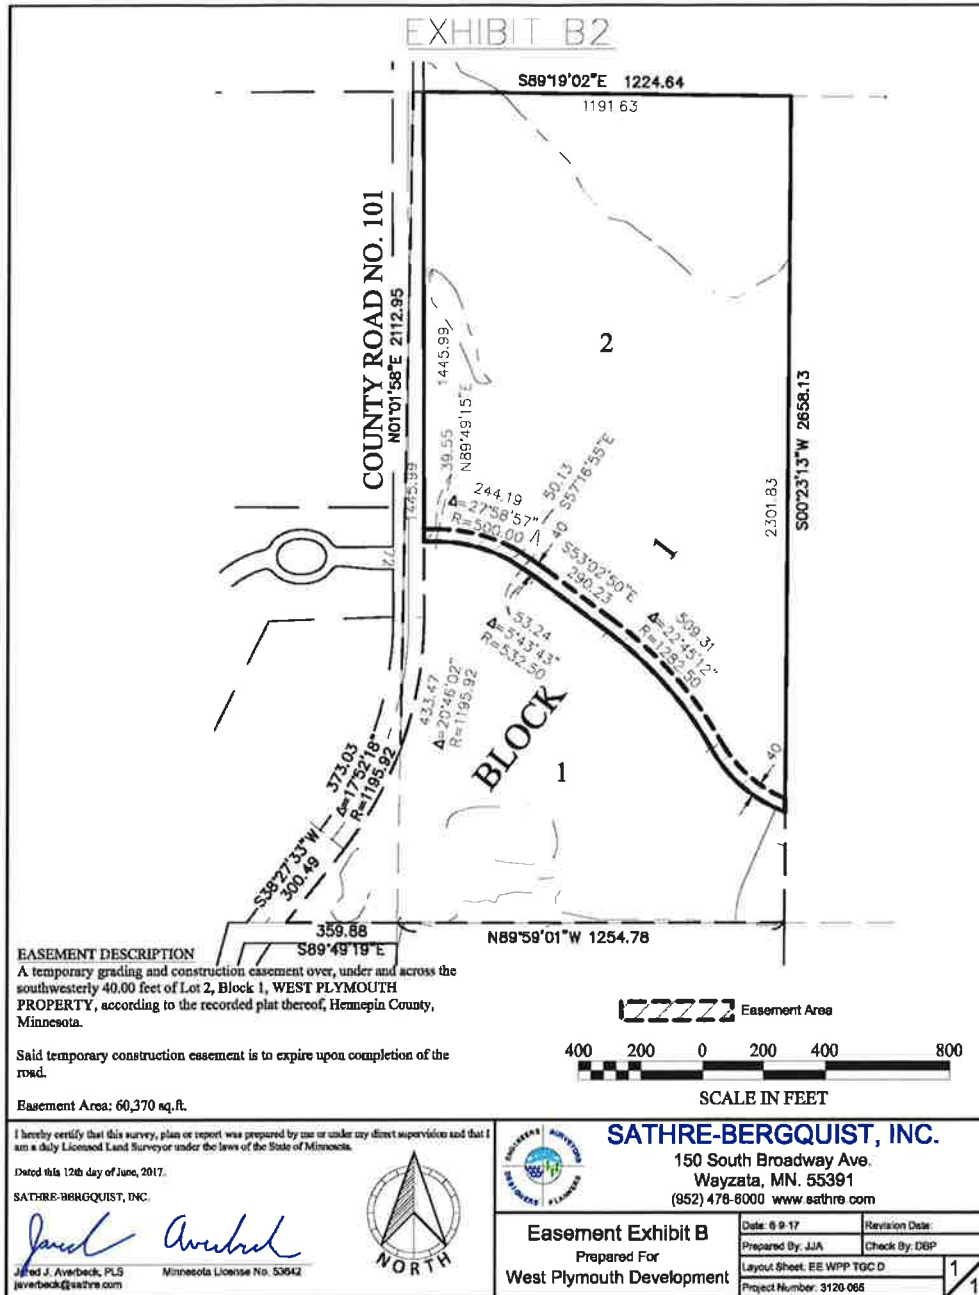 EXHIBIT B2
S89°19'02"E 1224.64
1191.63
COUNTY ROAD NO. 101
N01°01'58"E 2112.95
1445.99
1445.99
2
39.55
N89°49'15"E
244.19
Δ=27°58'57"
R=500.00
50.13
S57°16'55"E
40
S53°02'50"E
290.23
1
2301.83
S00°23'13"W 2658.13
72
509.31
Δ=22°45'12"
R=1282.50
53.24
Δ=5°43'43"
R=532.50
433.47
Δ=20°46'02"
R=1195.92
BLOCK
1
40
373.03
Δ=17°52'18"
R=1195.92
S38°27'33"W
300.49
359.88
S89°49'19"E
N89°59'01"W 1254.78
EASEMENT DESCRIPTION
A temporary grading and construction easement over, under and across the
southwesterly 40.00 feet of Lot 2, Block 1, WEST PLYMOUTH
PROPERTY, according to the recorded plat thereof, Hennepin County,
Minnesota.
Said temporary construction easement is to expire upon completion of the
road.
Easement Area: 60,370 sq.ft.
Easement Area
400 200 0 200 400 800
SCALE IN FEET
I hereby certify that this survey, plan or report was prepared by me or under my direct supervision and that I
am a duly Licensed Land Surveyor under the laws of the State of Minnesota.
Dated this 12th day of June, 2017.
SATHRE-BERGQUIST, INC.
Jared Averbeck
Jared J. Averbeck, PLS Minnesota License No. 53642
javerbeck@sathre.com
NORTH
ENGINEERS SURVEYORS
DESIGNERS PLANNERS
SATHRE-BERGQUIST, INC.
150 South Broadway Ave.
Wayzata, MN. 55391
(952) 476-6000 www.sathre.com
Easement Exhibit B
Prepared For
West Plymouth Development
Date: 6-9-17 Revision Date:
Prepared By: JJA Check By: DBP
Layout Sheet: EE WPP TGC D
Project Number: 3120-065
1/1